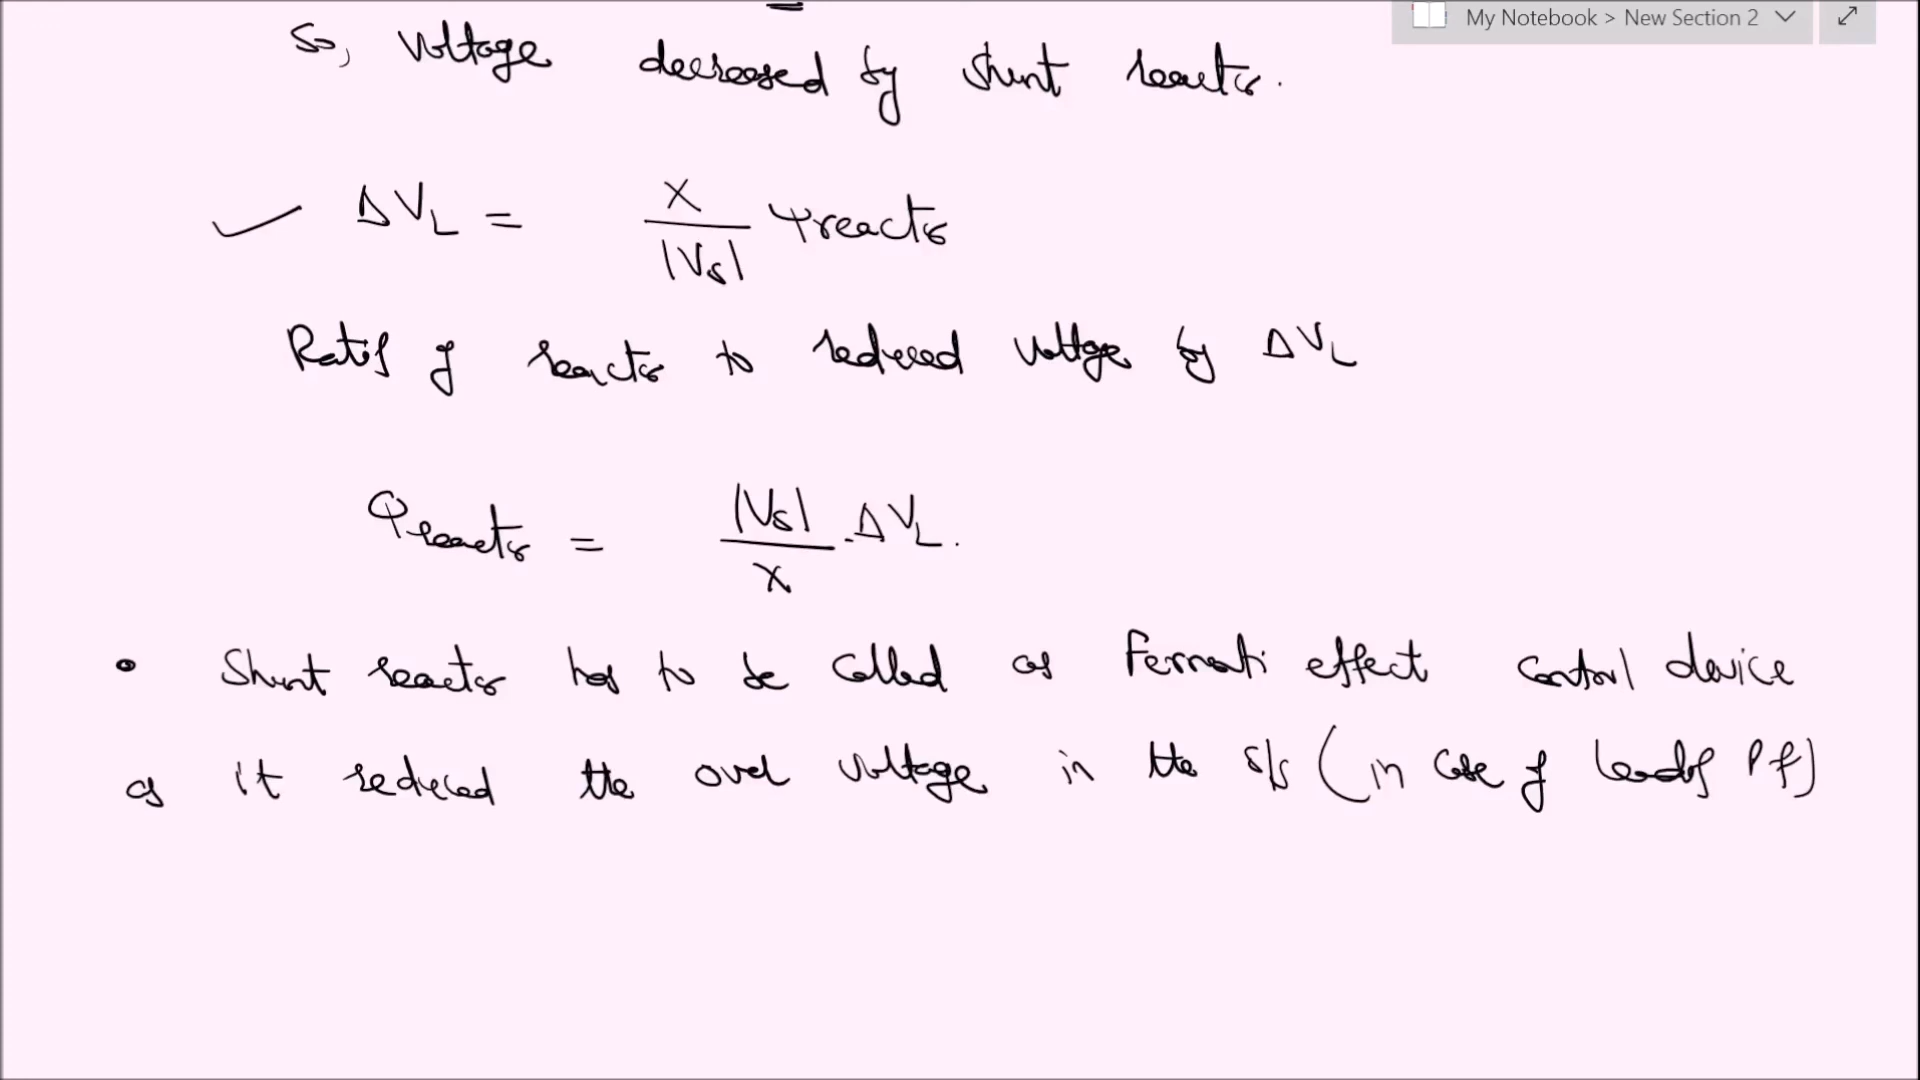 My Notebook > New Section 2
So, Voltage decreased by shunt reactor.
ΔV_L = X / |Vs| Qreactor
Rating of reactor to reduced voltage by ΔV_L
Qreactor = |Vs| / X . ΔV_L.
• Shunt reactor has to be called as Ferranti effect control device
as it reduced the over voltage in the s/s (in case of leading Pf)